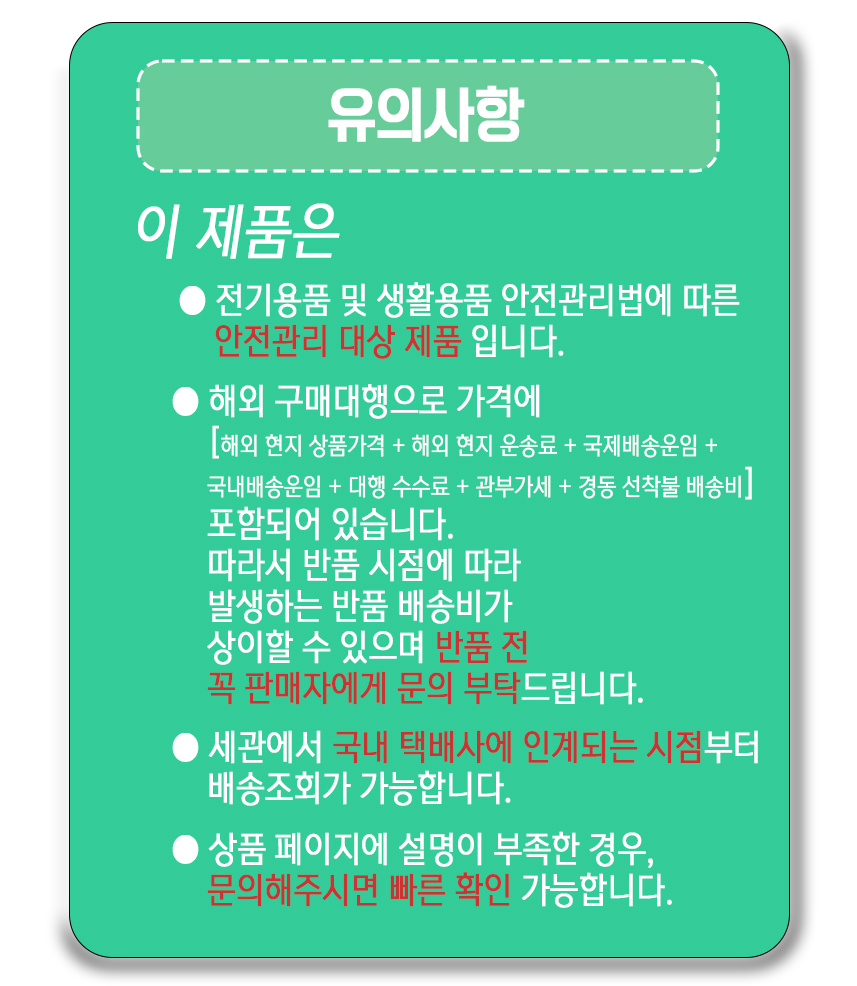 유의사항
이 제품은
● 전기용품 및 생활용품 안전관리법에 따른
안전관리 대상 제품 입니다.
● 해외 구매대행으로 가격에
[해외 현지 상품가격 + 해외 현지 운송료 + 국제배송운임 +
국내배송운임 + 대행 수수료 + 관부가세 + 경동 선착불 배송비]
포함되어 있습니다.
따라서 반품 시점에 따라
발생하는 반품 배송비가
상이할 수 있으며 반품 전
꼭 판매자에게 문의 부탁드립니다.
● 세관에서 국내 택배사에 인계되는 시점부터
배송조회가 가능합니다.
● 상품 페이지에 설명이 부족한 경우,
문의해주시면 빠른 확인 가능합니다.